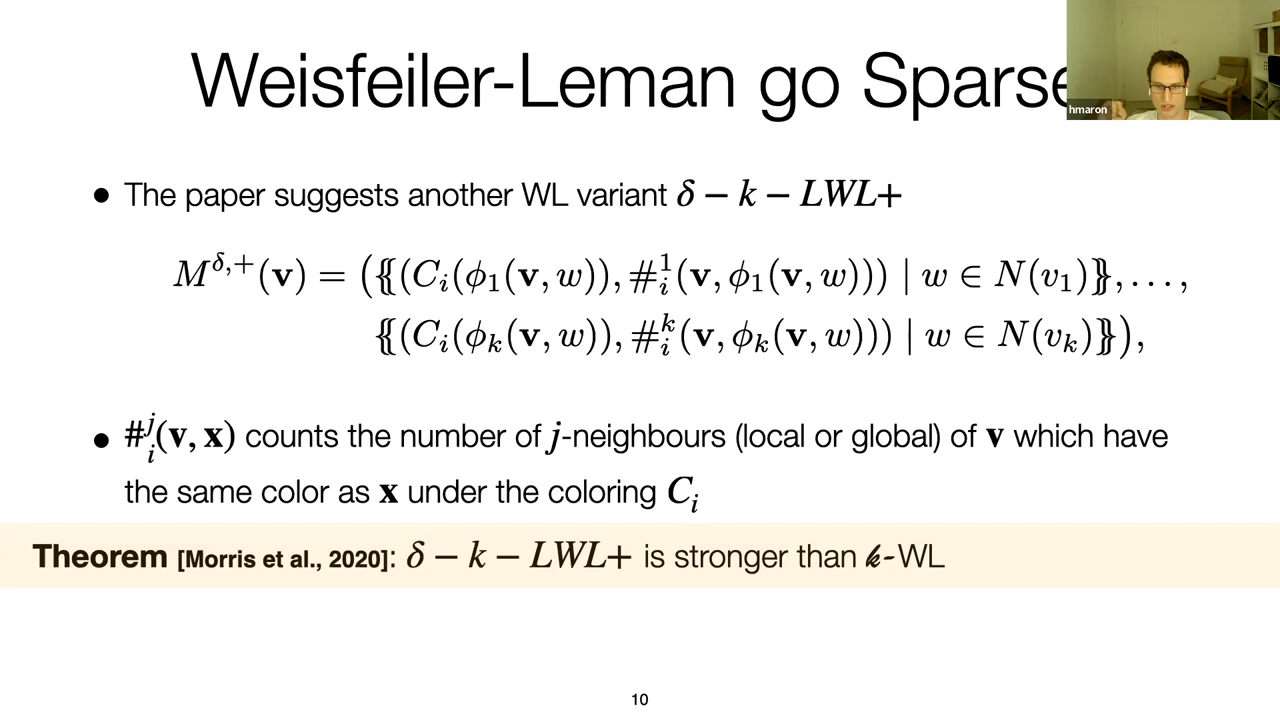 Weisfeiler-Leman go Sparse
hmaron
• The paper suggests another WL variant δ − k − LWL+
M^{δ,+}(v) = ({{(C_i(ϕ_1(v, w)), #_i^1(v, ϕ_1(v, w))) | w ∈ N(v_1)}}, . . . ,
{{(C_i(ϕ_k(v, w)), #_i^k(v, ϕ_k(v, w))) | w ∈ N(v_k)}}),
• #_i^j(v, x) counts the number of j-neighbours (local or global) of v which have
the same color as x under the coloring C_i
Theorem [Morris et al., 2020]: δ − k − LWL+ is stronger than k-WL
10